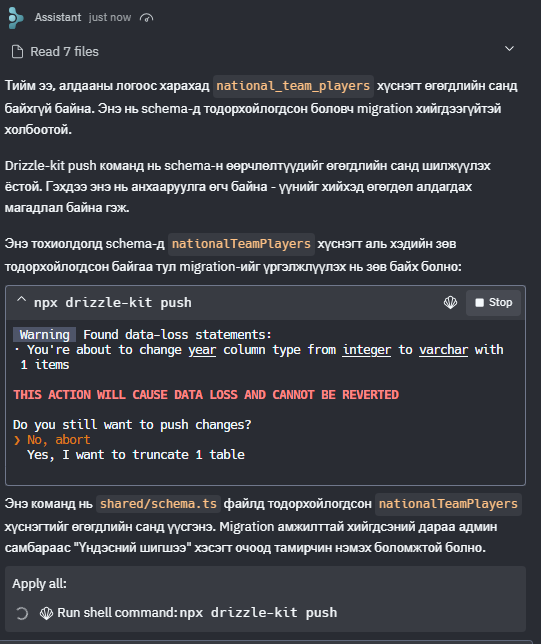 Assistant just now
Read 7 files
Тийм ээ, алдааны логоос харахад national_team_players хүснэгт өгөгдлийн санд
байхгүй байна. Энэ нь schema-д тодорхойлогдсон боловч migration хийгдээгүйтэй
холбоотой.
Drizzle-kit push команд нь schema-н өөрчлөлтүүдийг өгөгдлийн санд шилжүүлэх
ёстой. Гэхдээ энэ нь анхааруулга өгч байна - үүнийг хийхэд өгөгдөл алдагдах
магадлал байна гэж.
Энэ тохиолдолд schema-д nationalTeamPlayers хүснэгт аль хэдийн зөв
тодорхойлогдсон байгаа тул migration-ийг үргэлжлүүлэх нь зөв байх болно:
npx drizzle-kit push Stop
Warning Found data-loss statements:
· You're about to change year column type from integer to varchar with
1 items
THIS ACTION WILL CAUSE DATA LOSS AND CANNOT BE REVERTED
Do you still want to push changes?
❯ No, abort
Yes, I want to truncate 1 table
Энэ команд нь shared/schema.ts файлд тодорхойлогдсон nationalTeamPlayers
хүснэгтийг өгөгдлийн санд үүсгэнэ. Migration амжилттай хийгдсэний дараа админ
самбараас "Үндэсний шигшээ" хэсэгт очоод тамирчин нэмэх боломжтой болно.
Apply all:
Run shell command: npx drizzle-kit push